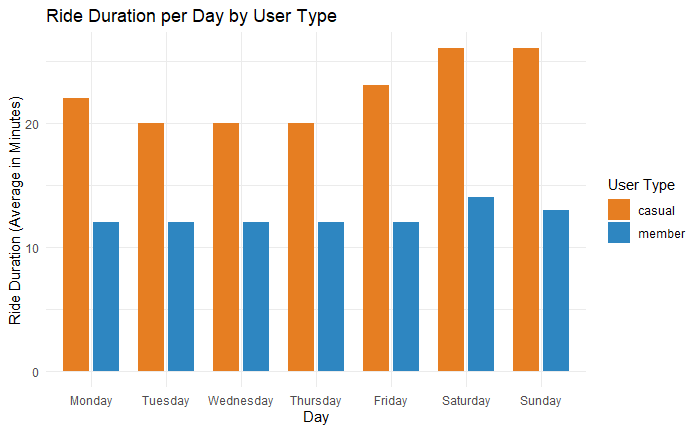 Ride Duration per Day by User Type
Ride Duration (Average in Minutes)
20
10
0
Monday Tuesday Wednesday Thursday Friday Saturday Sunday
Day
User Type
casual
member